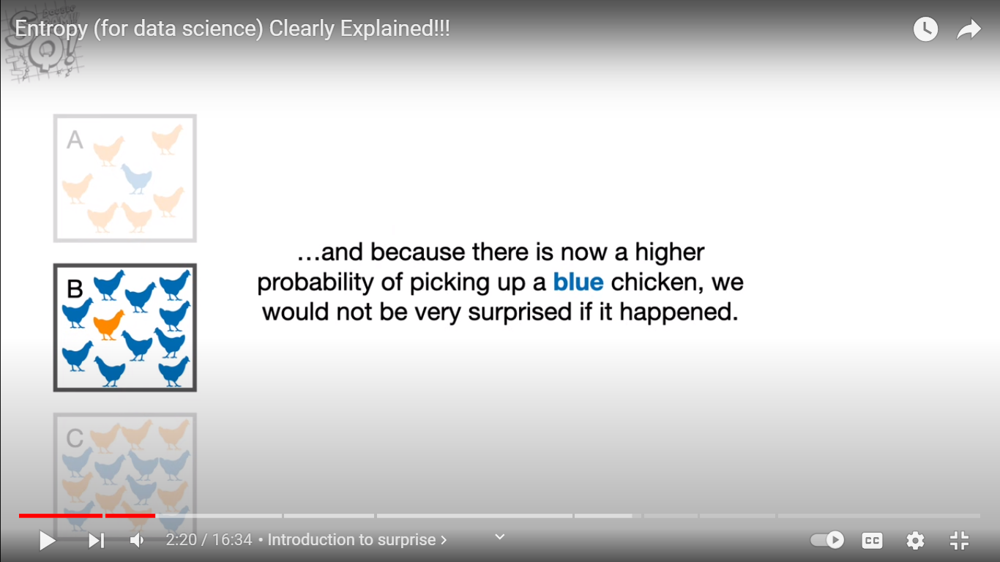 Entropy (for data science) Clearly Explained!!!
A
B
C
…and because there is now a higher
probability of picking up a blue chicken, we
would not be very surprised if it happened.
2:20 / 16:34 • Introduction to surprise >
CC